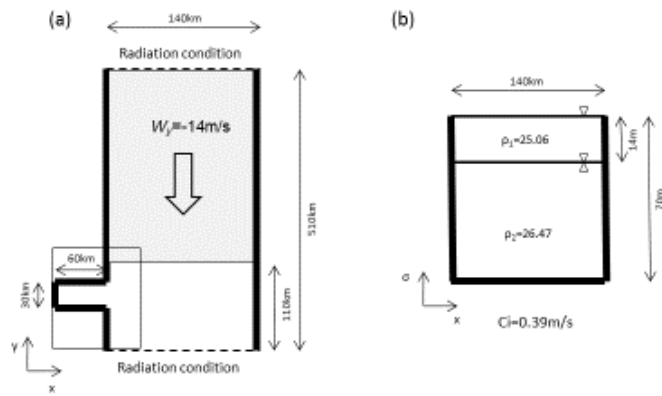 (a)
140km
Radiation condition
Wy=-14m/s
510km
60km
30km
110km
y
x
Radiation condition
(b)
140km
ρ1=25.06
14m
ρ2=26.47
70m
σ
x
Ci=0.39m/s